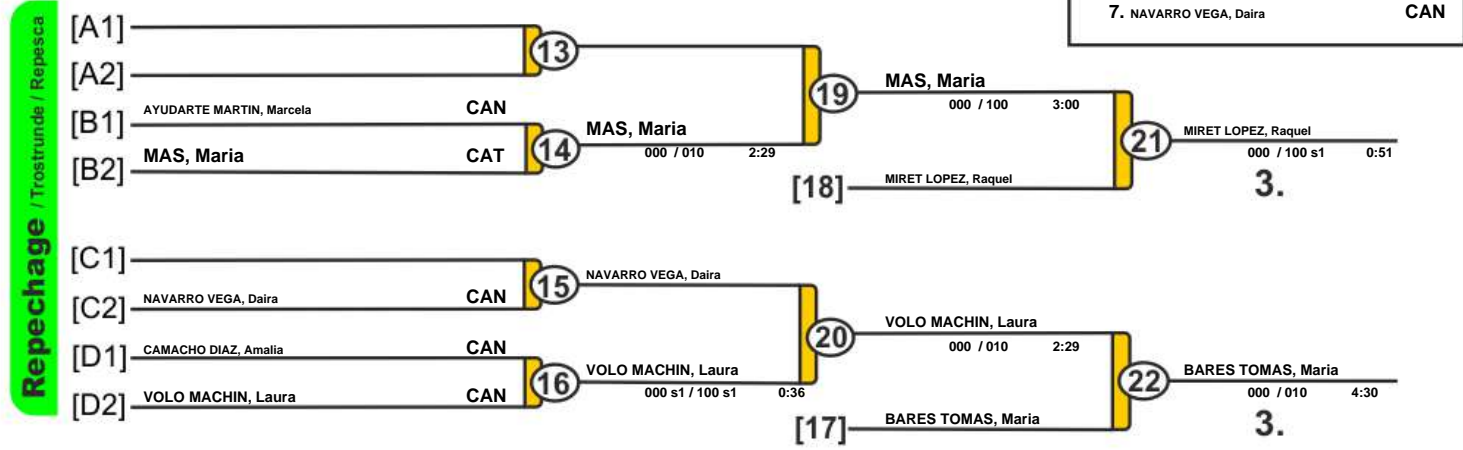 Repechage / Trostrunde / Repesca
7. NAVARRO VEGA, Daira CAN
[A1]
13
[A2]
19
MAS, Maria
000 / 100 3:00
[B1] AYUDARTE MARTIN, Marcela CAN
14
MAS, Maria
000 / 010 2:29
21
MIRET LOPEZ, Raquel
000 / 100 s1 0:51
[B2] MAS, Maria CAT
[18] MIRET LOPEZ, Raquel
3.
[C1]
15
NAVARRO VEGA, Daira
[C2] NAVARRO VEGA, Daira CAN
20
VOLO MACHIN, Laura
000 / 010 2:29
[D1] CAMACHO DIAZ, Amalia CAN
16
VOLO MACHIN, Laura
000 s1 / 100 s1 0:36
22
BARES TOMAS, Maria
000 / 010 4:30
[D2] VOLO MACHIN, Laura CAN
[17] BARES TOMAS, Maria
3.